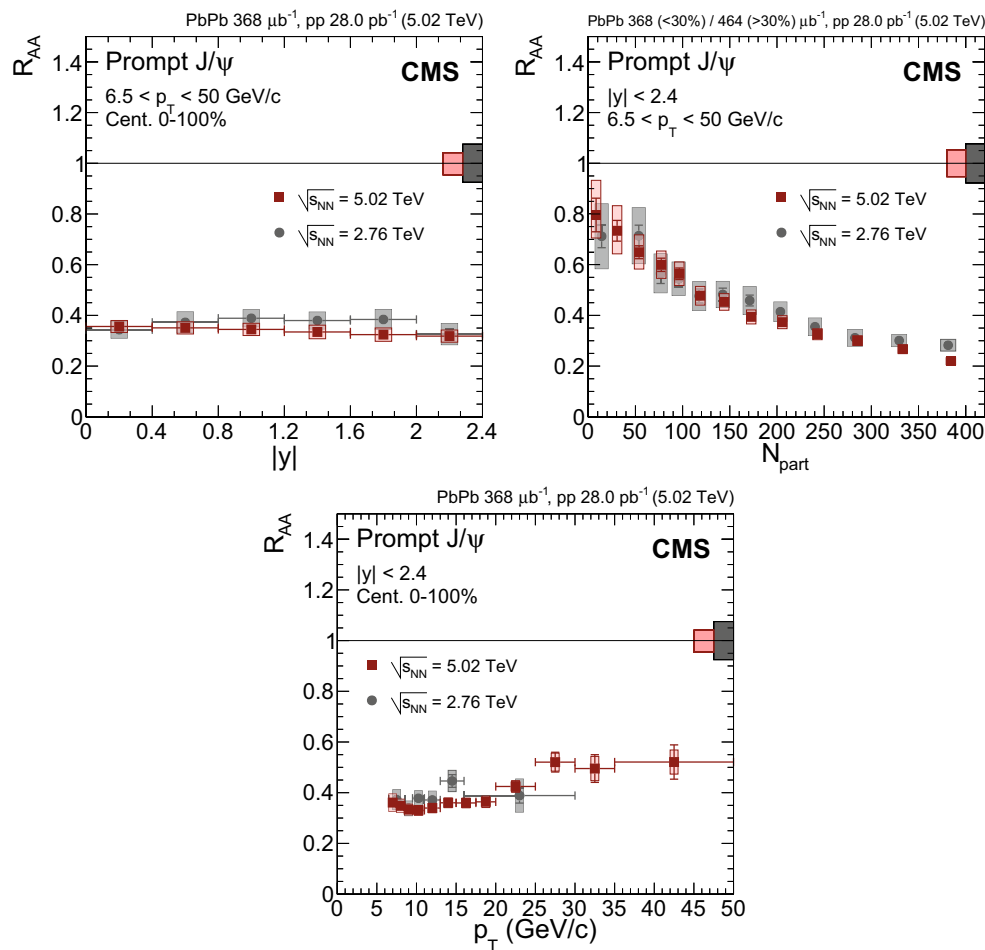 PbPb 368 μb⁻¹, pp 28.0 pb⁻¹ (5.02 TeV)
R_AA
1.4
1.2
1
0.8
0.6
0.4
0.2
0
Prompt J/ψ
CMS
6.5 < p_T < 50 GeV/c
Cent. 0-100%
√s_NN = 5.02 TeV
√s_NN = 2.76 TeV
0 0.4 0.8 1.2 1.6 2 2.4
|y|
PbPb 368 (<30%) / 464 (>30%) μb⁻¹, pp 28.0 pb⁻¹ (5.02 TeV)
R_AA
1.4
1.2
1
0.8
0.6
0.4
0.2
0
Prompt J/ψ
CMS
|y| < 2.4
6.5 < p_T < 50 GeV/c
√s_NN = 5.02 TeV
√s_NN = 2.76 TeV
0 50 100 150 200 250 300 350 400
N_part
PbPb 368 μb⁻¹, pp 28.0 pb⁻¹ (5.02 TeV)
R_AA
1.4
1.2
1
0.8
0.6
0.4
0.2
0
Prompt J/ψ
CMS
|y| < 2.4
Cent. 0-100%
√s_NN = 5.02 TeV
√s_NN = 2.76 TeV
0 5 10 15 20 25 30 35 40 45 50
p_T (GeV/c)